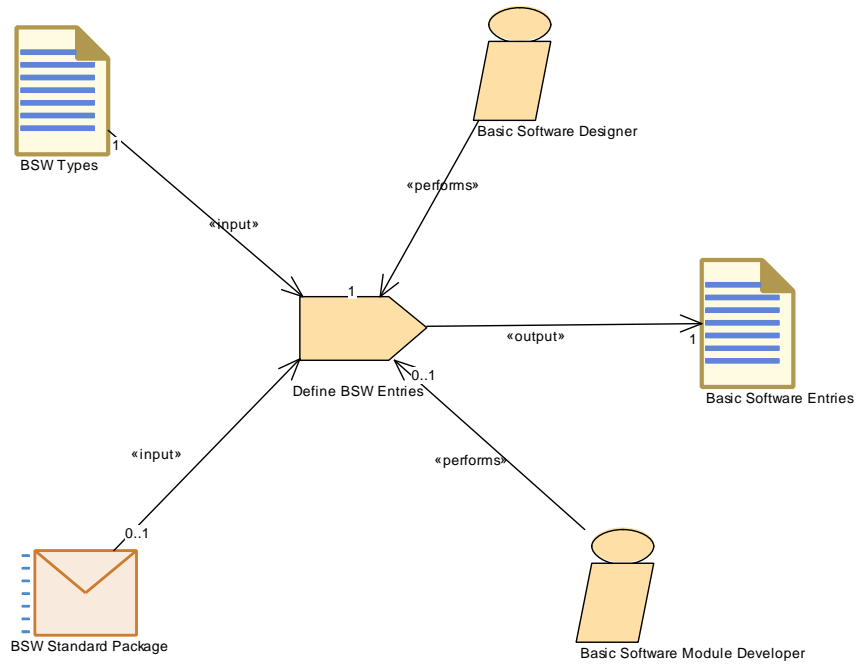 Basic Software Designer
1
BSW Types
«performs»
«input»
1
«output»
1
0..1
Define BSW Entries
Basic Software Entries
«input»
«performs»
0..1
BSW Standard Package
Basic Software Module Developer